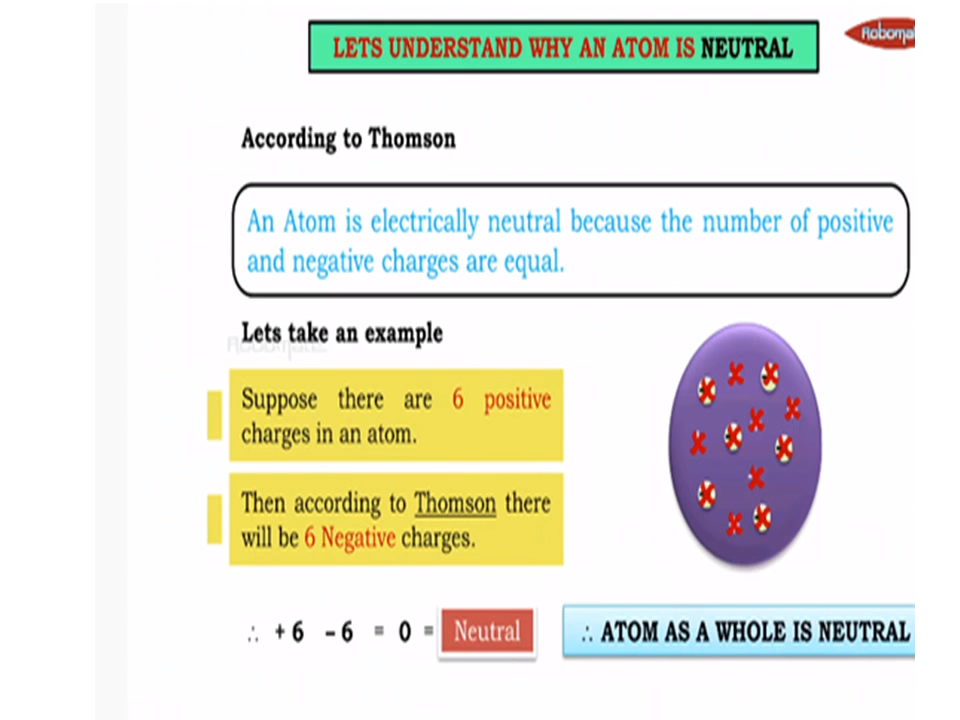 LETS UNDERSTAND WHY AN ATOM IS NEUTRAL
According to Thomson
An Atom is electrically neutral because the number of positive
and negative charges are equal.
Lets take an example
Suppose there are 6 positive
charges in an atom.
Then according to Thomson there
will be 6 Negative charges.
∴ +6 –6 = 0 = Neutral
∴ ATOM AS A WHOLE IS NEUTRAL